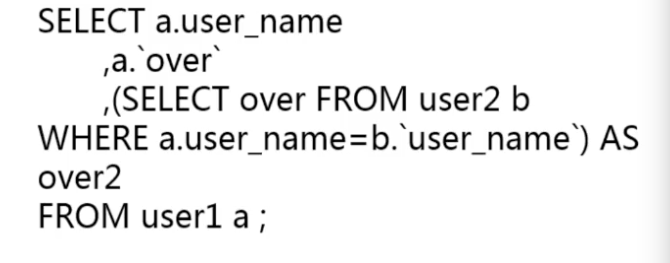 SELECT a.user_name
,a.`over`
,(SELECT over FROM user2 b
WHERE a.user_name=b.`user_name`) AS
over2
FROM user1 a ;